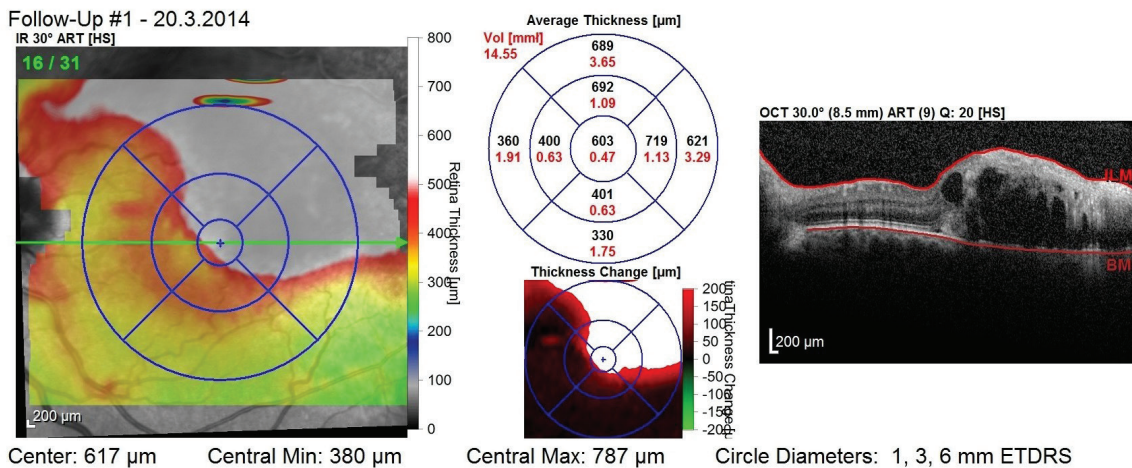 Follow-Up #1 - 20.3.2014
IR 30° ART [HS]
16 / 31
200 µm
800
700
600
500
400
300
200
100
0
Retina Thickness [µm]
Average Thickness [µm]
Vol [mmł]
14.55
689
3.65
692
1.09
360
1.91
400
0.63
603
0.47
719
1.13
621
3.29
401
0.63
330
1.75
Thickness Change [µm]
200
150
100
50
0
-50
-100
-150
-200
OCT 30.0° (8.5 mm) ART (9) Q: 20 [HS]
ILM
BM
200 µm
Center: 617 µm Central Min: 380 µm Central Max: 787 µm Circle Diameters: 1, 3, 6 mm ETDRS